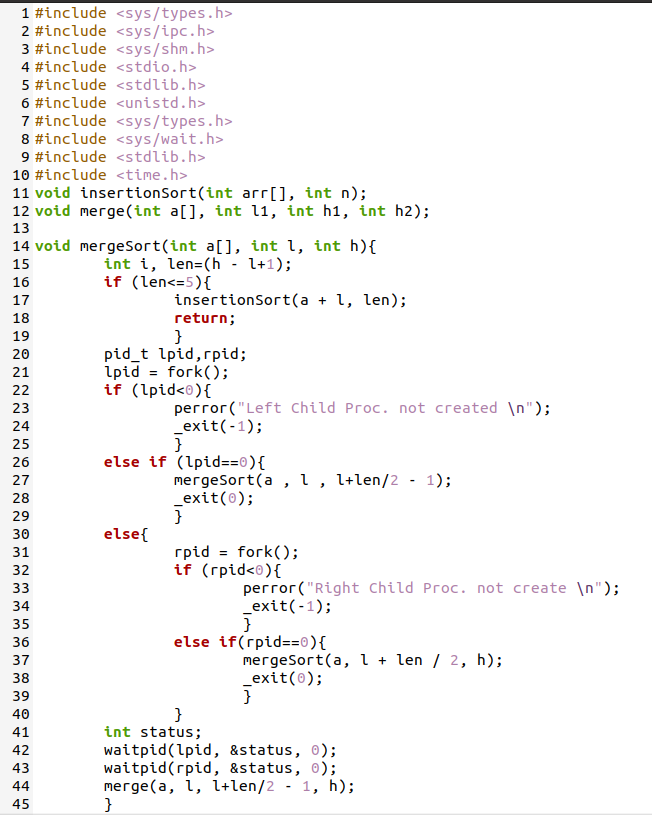 1 #include <sys/types.h>
2 #include <sys/ipc.h>
3 #include <sys/shm.h>
4 #include <stdio.h>
5 #include <stdlib.h>
6 #include <unistd.h>
7 #include <sys/types.h>
8 #include <sys/wait.h>
9 #include <stdlib.h>
10 #include <time.h>
11 void insertionSort(int arr[], int n);
12 void merge(int a[], int l1, int h1, int h2);
13
14 void mergeSort(int a[], int l, int h){
15         int i, len=(h - l+1);
16         if (len<=5){
17                 insertionSort(a + l, len);
18                 return;
19                 }
20         pid_t lpid,rpid;
21         lpid = fork();
22         if (lpid<0){
23                 perror("Left Child Proc. not created \n");
24                 _exit(-1);
25                 }
26         else if (lpid==0){
27                 mergeSort(a , l , l+len/2 - 1);
28                 _exit(0);
29                 }
30         else{
31                 rpid = fork();
32                 if (rpid<0){
33                         perror("Right Child Proc. not create \n");
34                         _exit(-1);
35                         }
36                 else if(rpid==0){
37                         mergeSort(a, l + len / 2, h);
38                         _exit(0);
39                         }
40                 }
41         int status;
42         waitpid(lpid, &status, 0);
43         waitpid(rpid, &status, 0);
44         merge(a, l, l+len/2 - 1, h);
45         }